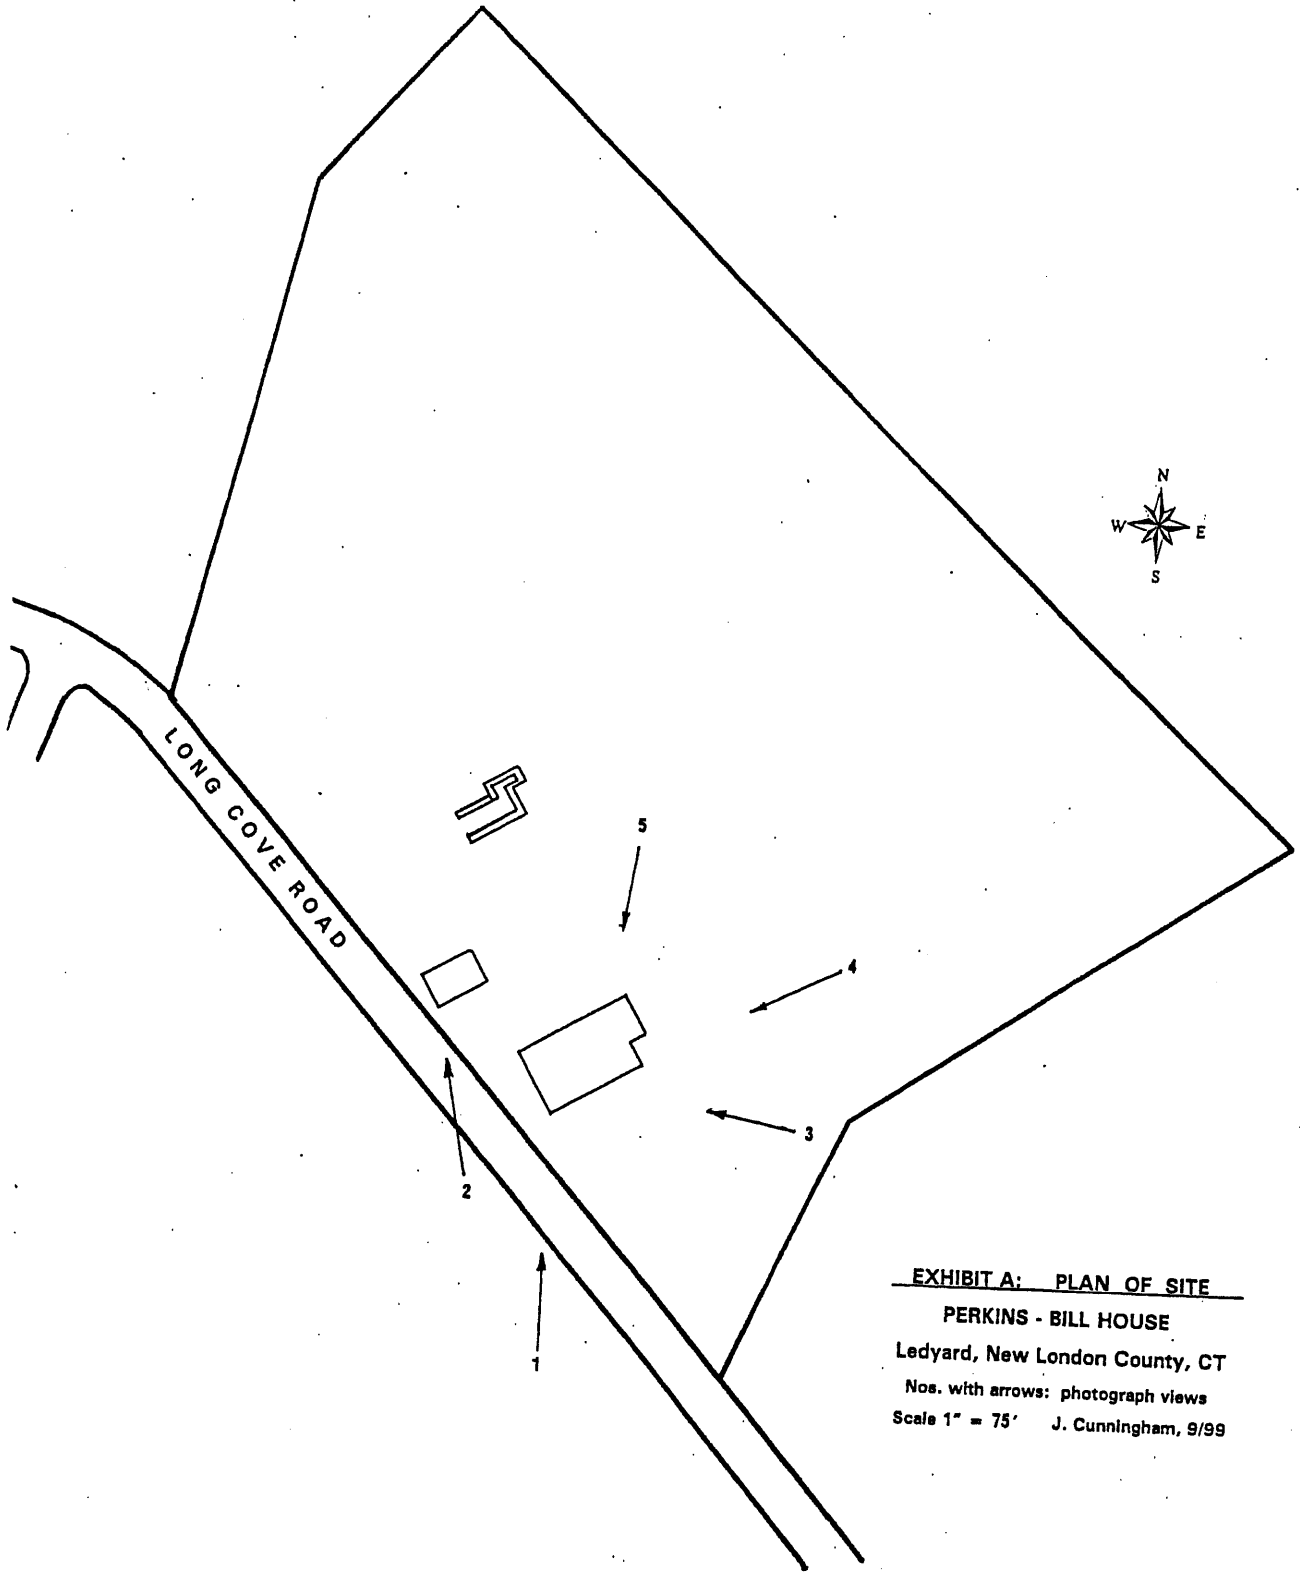 N
W E
S
LONG COVE ROAD
5
4
3
2
1
EXHIBIT A: PLAN OF SITE
PERKINS - BILL HOUSE
Ledyard, New London County, CT
Nos. with arrows: photograph views
Scale 1" = 75' J. Cunningham, 9/99